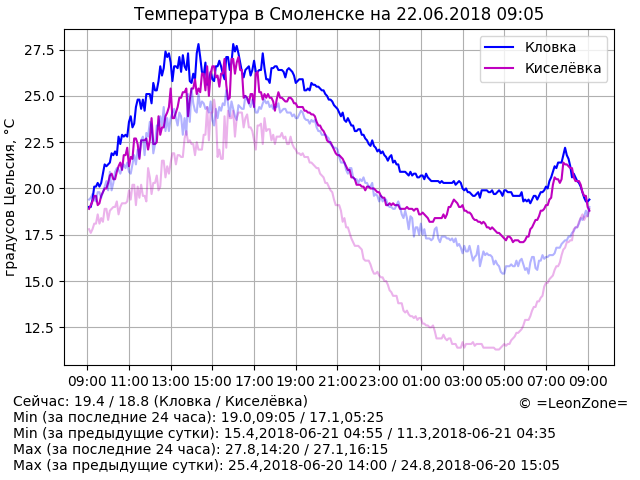 Температура в Смоленске на 22.06.2018 09:05
Кловка
Киселёвка
градусов Цельсия, °C
27.5
25.0
22.5
20.0
17.5
15.0
12.5
09:00 11:00 13:00 15:00 17:00 19:00 21:00 23:00 01:00 03:00 05:00 07:00 09:00
Сейчас: 19.4 / 18.8 (Кловка / Киселёвка)
© =LeonZone=
Min (за последние 24 часа): 19.0,09:05 / 17.1,05:25
Min (за предыдущие сутки): 15.4,2018-06-21 04:55 / 11.3,2018-06-21 04:35
Max (за последние 24 часа): 27.8,14:20 / 27.1,16:15
Max (за предыдущие сутки): 25.4,2018-06-20 14:00 / 24.8,2018-06-20 15:05